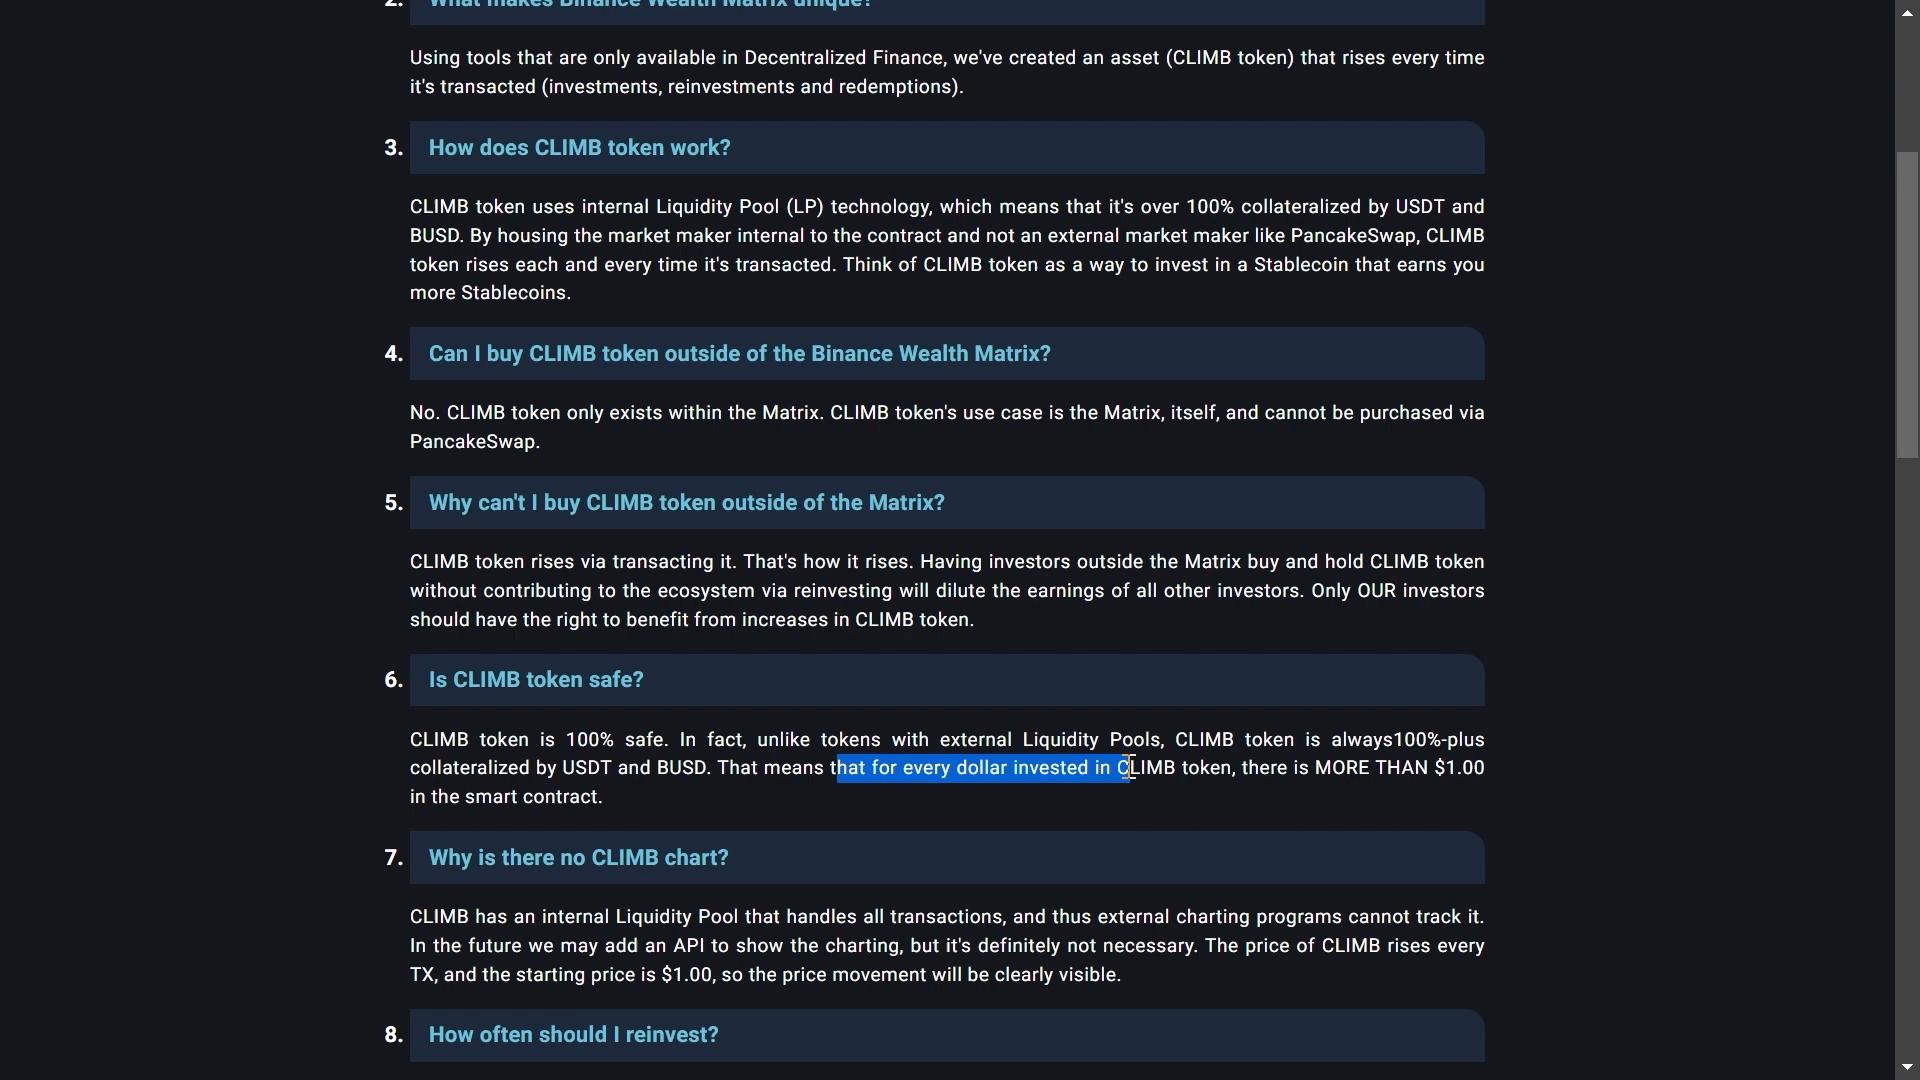 2. What makes Binance Wealth Matrix unique?
Using tools that are only available in Decentralized Finance, we've created an asset (CLIMB token) that rises every time
it's transacted (investments, reinvestments and redemptions).
3. How does CLIMB token work?
CLIMB token uses internal Liquidity Pool (LP) technology, which means that it's over 100% collateralized by USDT and
BUSD. By housing the market maker internal to the contract and not an external market maker like PancakeSwap, CLIMB
token rises each and every time it's transacted. Think of CLIMB token as a way to invest in a Stablecoin that earns you
more Stablecoins.
4. Can I buy CLIMB token outside of the Binance Wealth Matrix?
No. CLIMB token only exists within the Matrix. CLIMB token's use case is the Matrix, itself, and cannot be purchased via
PancakeSwap.
5. Why can't I buy CLIMB token outside of the Matrix?
CLIMB token rises via transacting it. That's how it rises. Having investors outside the Matrix buy and hold CLIMB token
without contributing to the ecosystem via reinvesting will dilute the earnings of all other investors. Only OUR investors
should have the right to benefit from increases in CLIMB token.
6. Is CLIMB token safe?
CLIMB token is 100% safe. In fact, unlike tokens with external Liquidity Pools, CLIMB token is always100%-plus
collateralized by USDT and BUSD. That means that for every dollar invested in CLIMB token, there is MORE THAN $1.00
in the smart contract.
7. Why is there no CLIMB chart?
CLIMB has an internal Liquidity Pool that handles all transactions, and thus external charting programs cannot track it.
In the future we may add an API to show the charting, but it's definitely not necessary. The price of CLIMB rises every
TX, and the starting price is $1.00, so the price movement will be clearly visible.
8. How often should I reinvest?